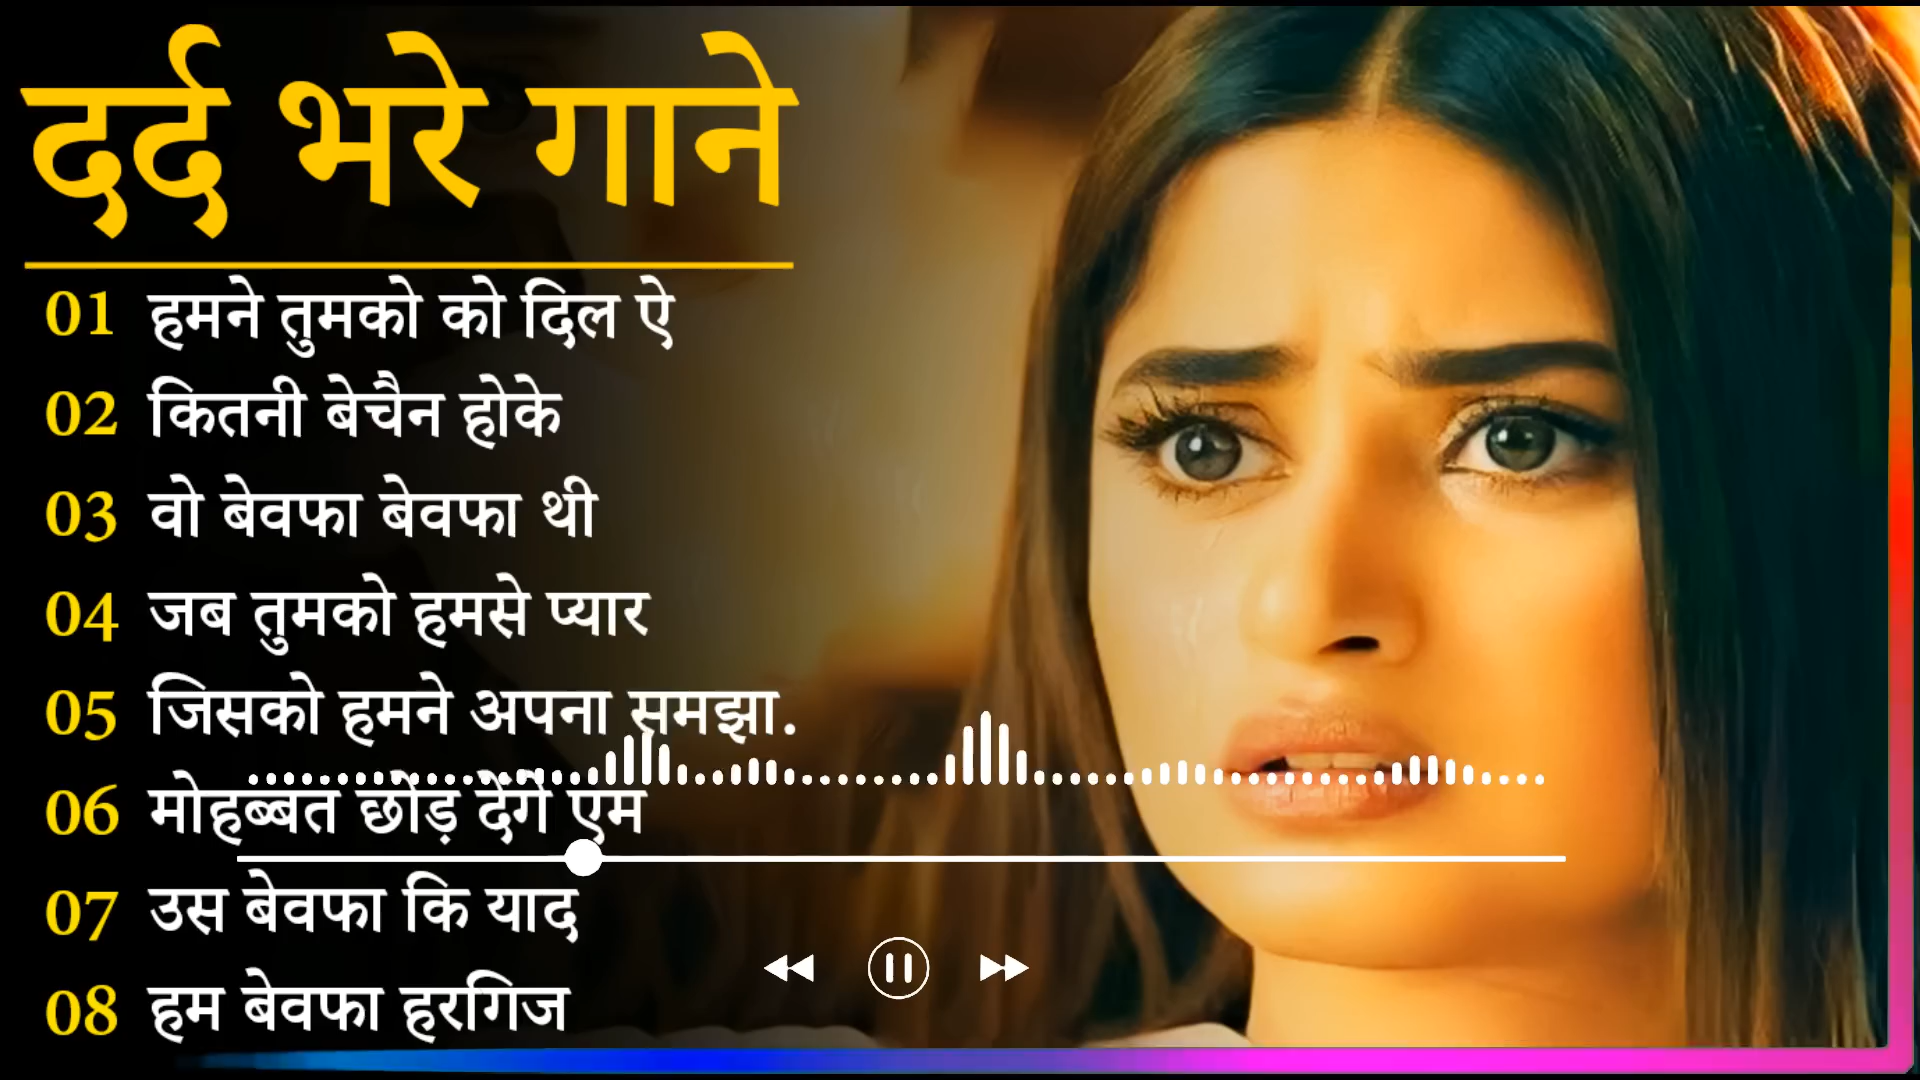 दर्द भरे गाने
01 हमने तुमको को दिल ऐ
02 कितनी बेचैन होके
03 वो बेवफा बेवफा थी
04 जब तुमको हमसे प्यार
05 जिसको हमने अपना समझा.
06 मोहब्बत छोड़ देंगे एम
07 उस बेवफा कि याद
08 हम बेवफा हरगिज